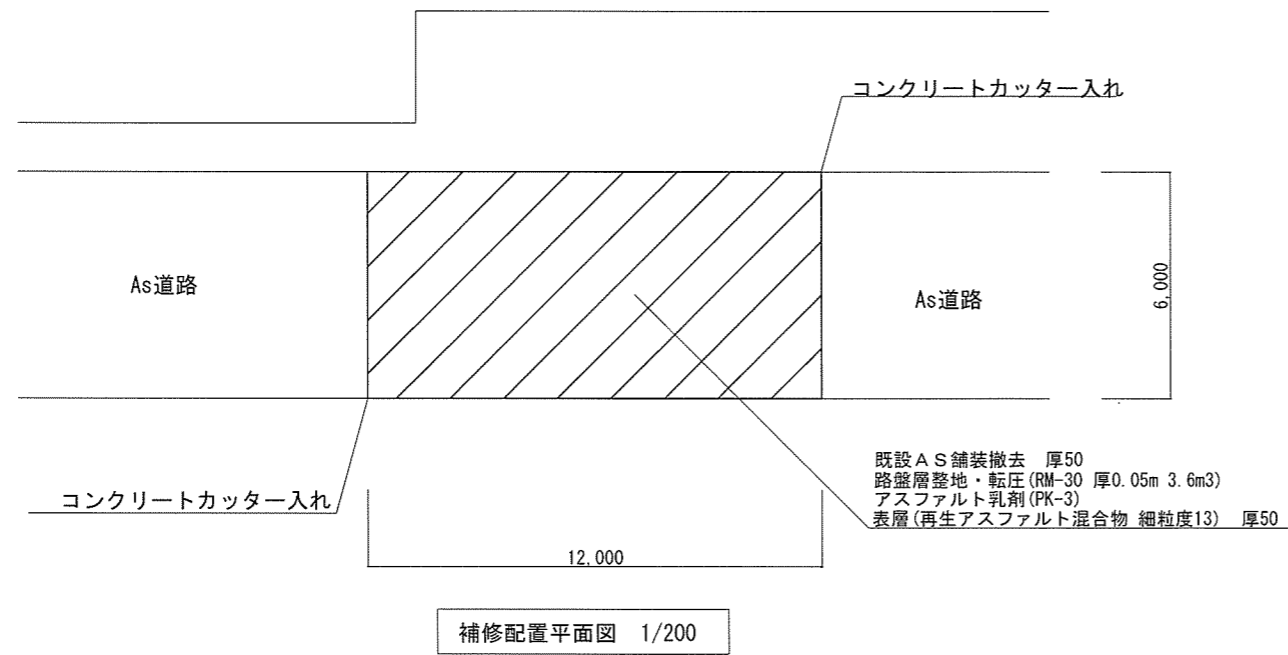 コンクリートカッター入れ
As道路
As道路
6,000
既設AS舗装撤去 厚50
路盤層整地・転圧(RM-30 厚0.05m 3.6m3)
アスファルト乳剤(PK-3)
表層(再生アスファルト混合物 細粒度13) 厚50
コンクリートカッター入れ
12,000
補修配置平面図 1/200